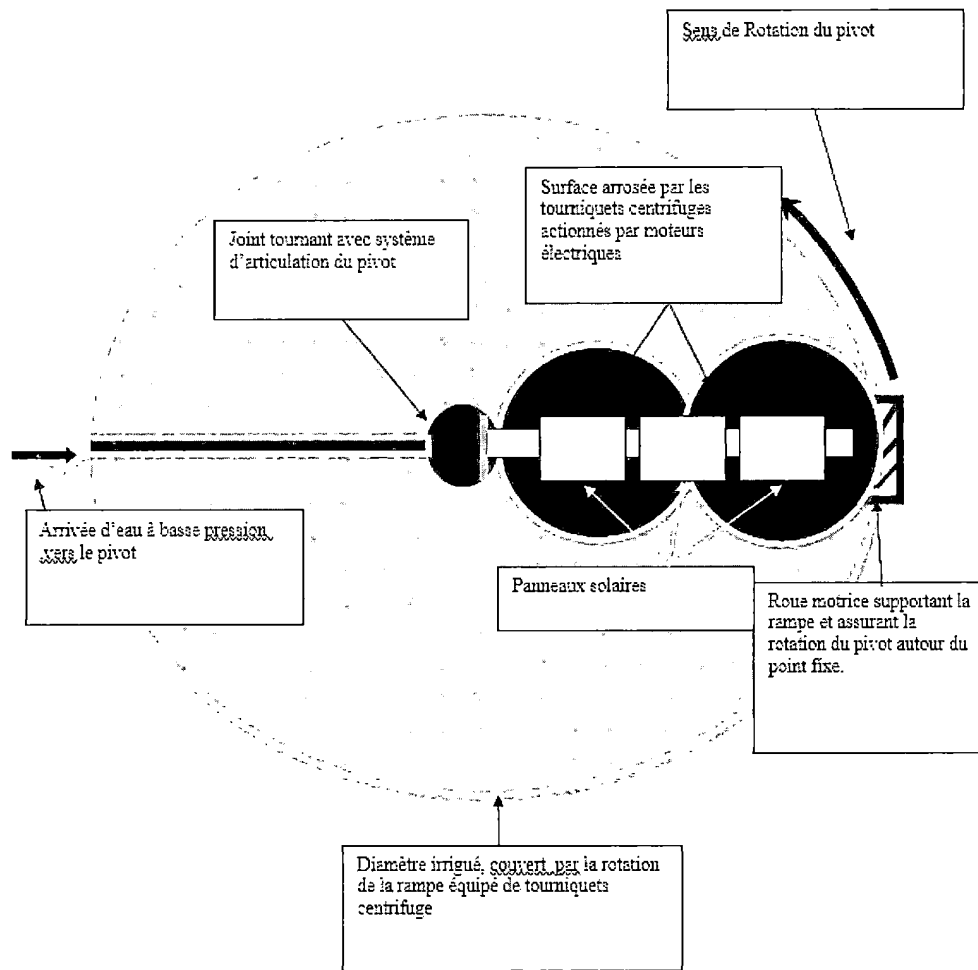 Sens de Rotation du pivot
Surface arrosée par les
tourniquets centrifuges
actionnés par moteurs
électriques
Joint tournant avec système
d'articulation du pivot
Arrivée d'eau à basse pression
vers le pivot
Panneaux solaires
Roue motrice supportant la
rampe et assurant la
rotation du pivot autour du
point fixe.
Diamètre irrigué, couvert par la rotation
de la rampe équipé de tourniquets
centrifuge